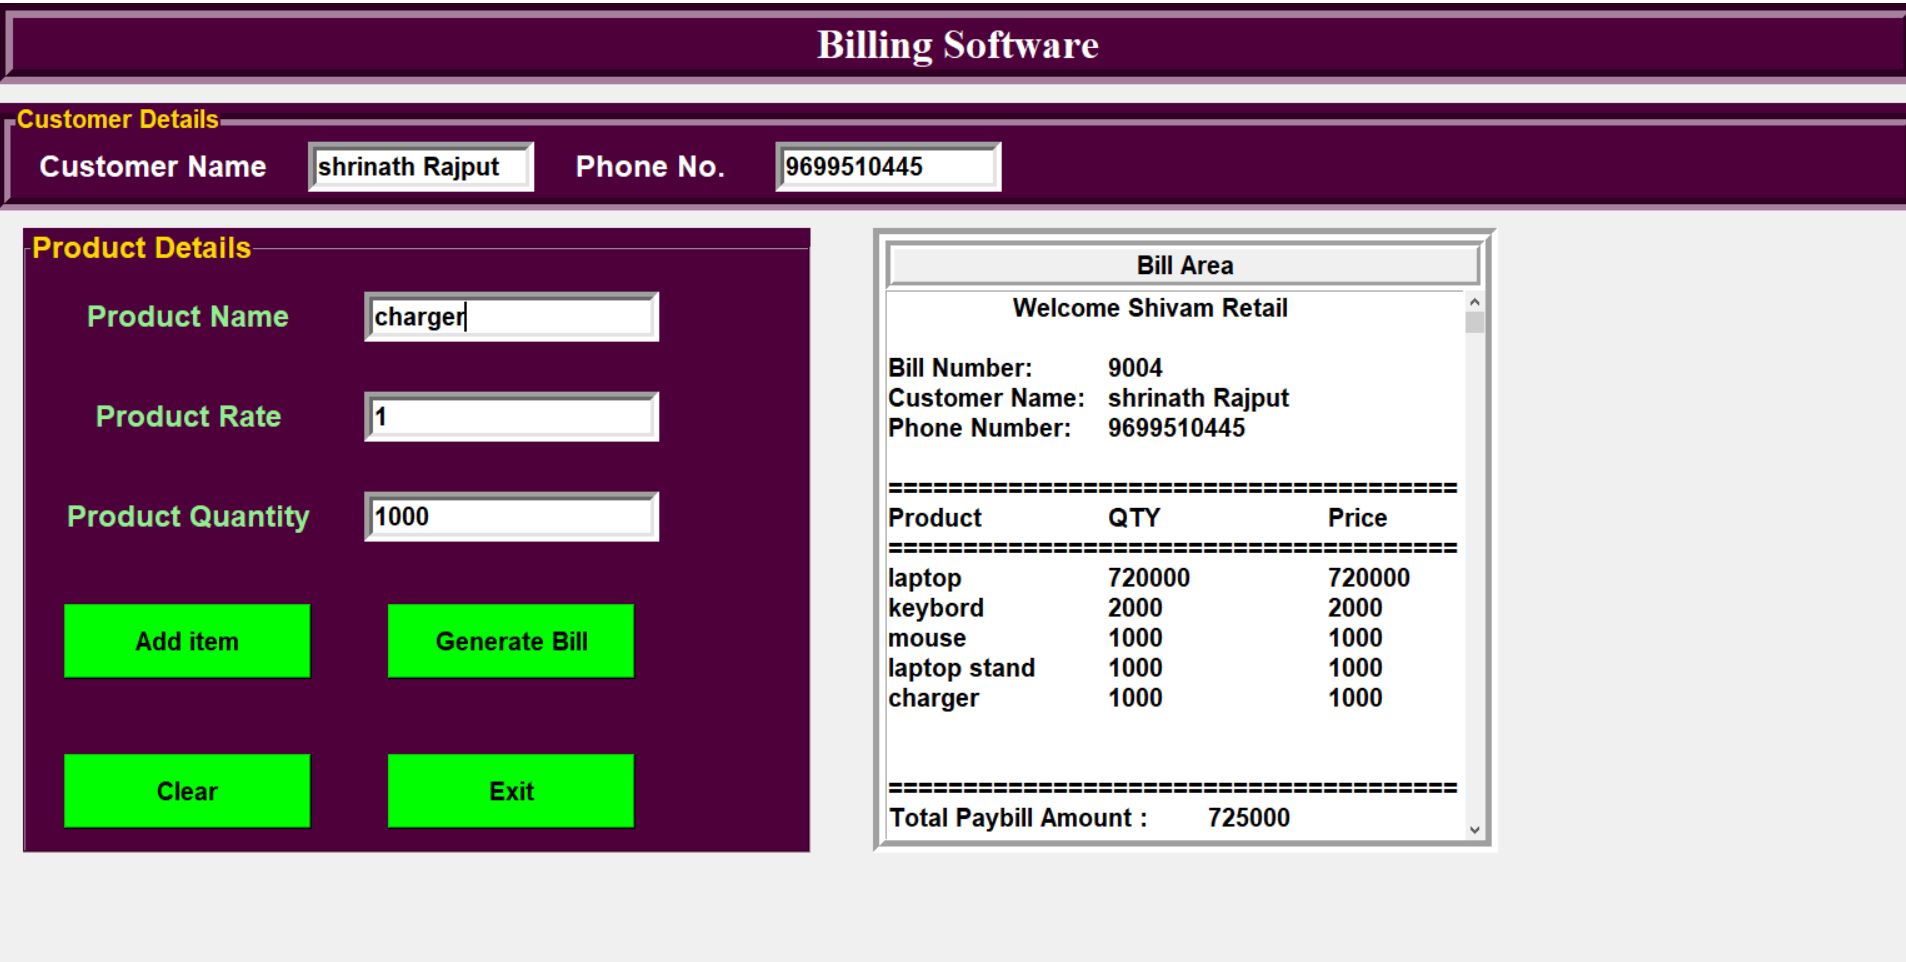 Billing Software
Customer Details
Customer Name shrinath Rajput Phone No. 9699510445
Product Details
Product Name charger
Product Rate 1
Product Quantity 1000
Add item Generate Bill
Clear Exit
Bill Area
Welcome Shivam Retail
Bill Number: 9004
Customer Name: shrinath Rajput
Phone Number: 9699510445
======================================
Product QTY Price
======================================
laptop 720000 720000
keybord 2000 2000
mouse 1000 1000
laptop stand 1000 1000
charger 1000 1000
======================================
Total Paybill Amount : 725000